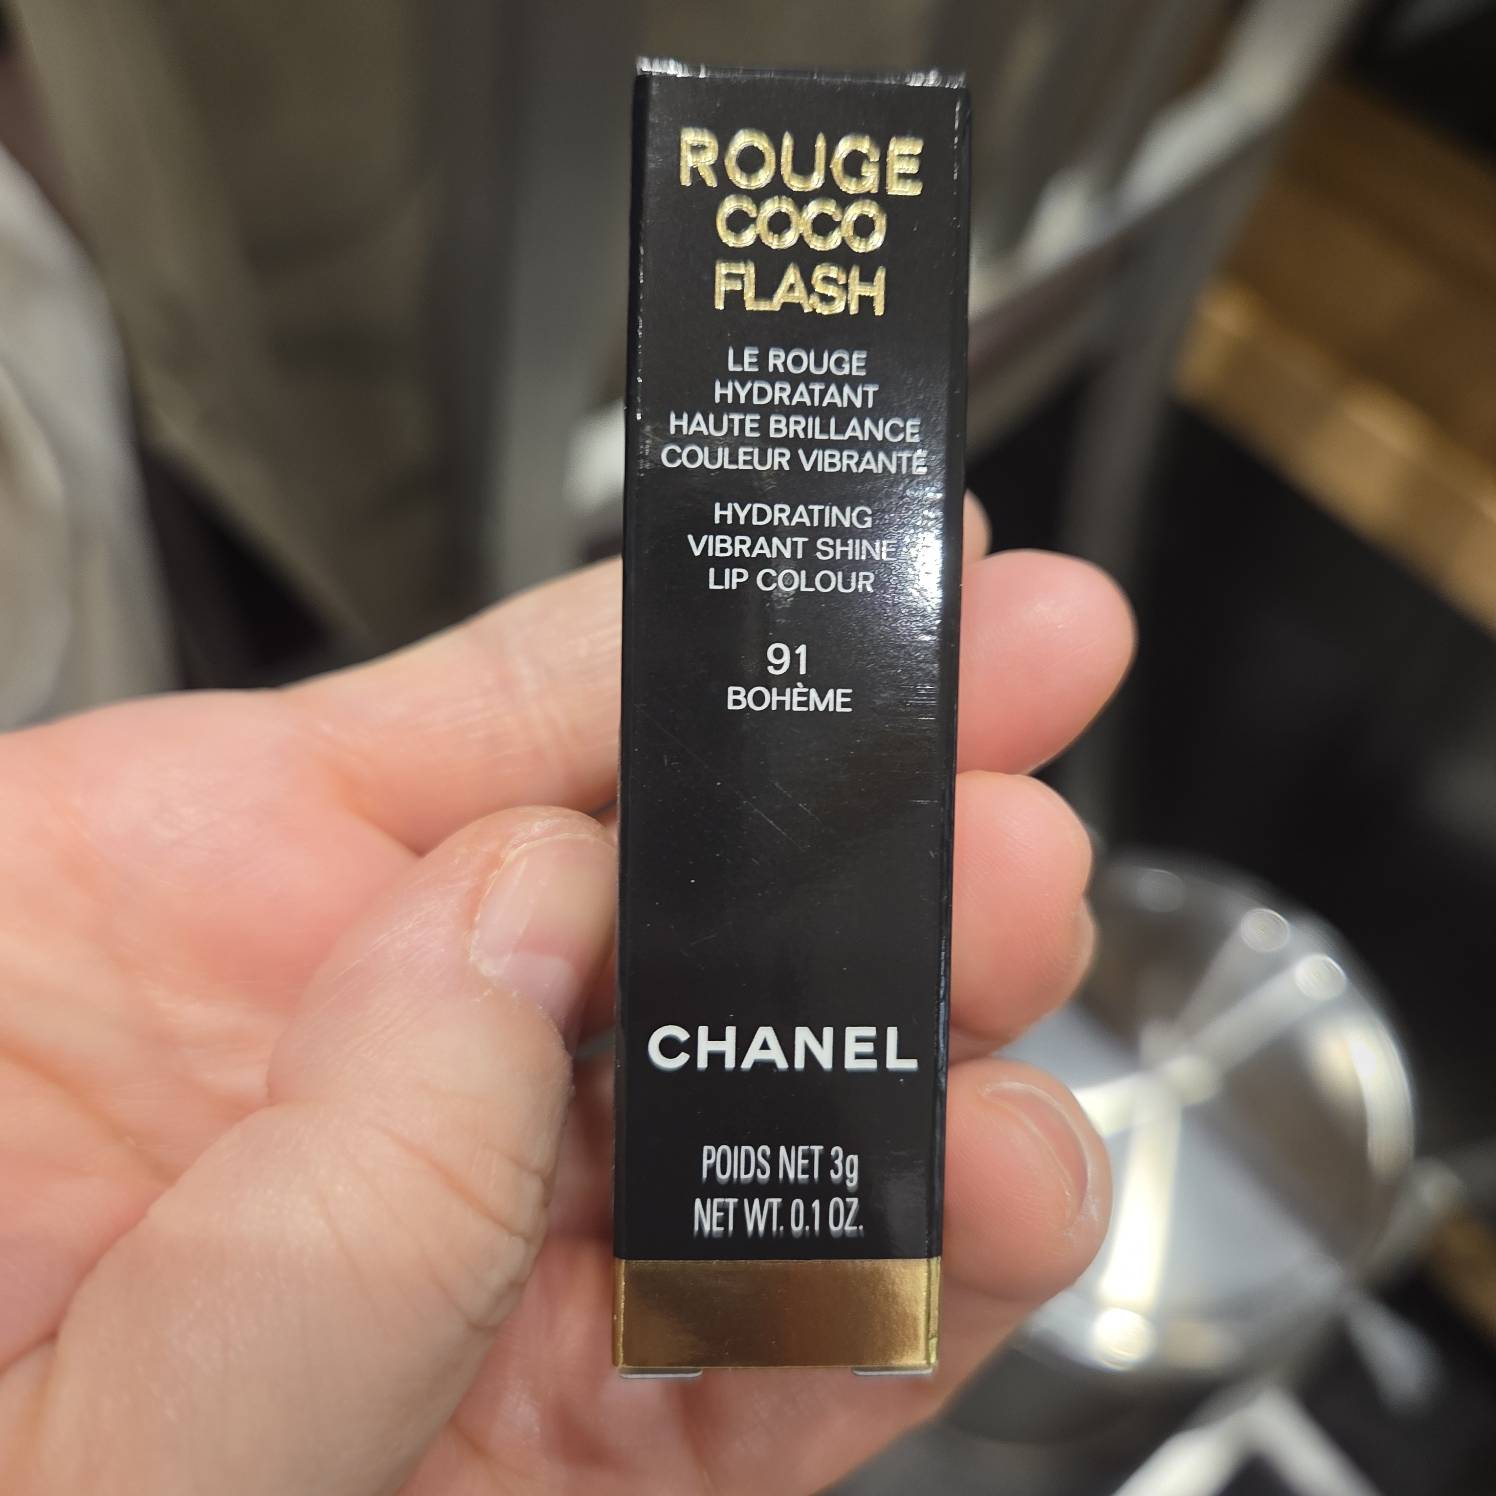 ROUGE
COCO
FLASH
LE ROUGE
HYDRATANT
HAUTE BRILLANCE
COULEUR VIBRANTE
HYDRATING
VIBRANT SHINE
LIP COLOUR
91
BOHÈME
CHANEL
POIDS NET 3g
NET WT. 0.1 OZ.